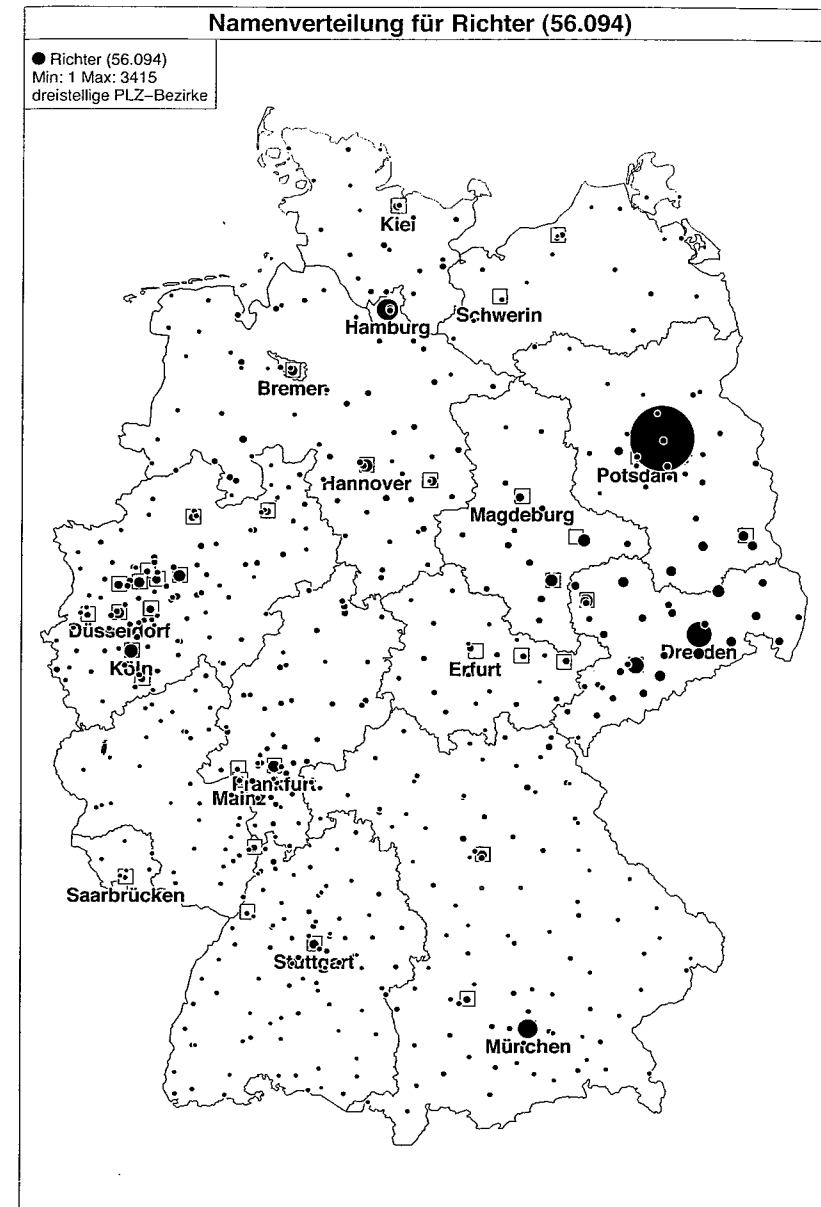 Namenverteilung für Richter (56.094)
Richter (56.094)
Min: 1 Max: 3415
dreistellige PLZ-Bezirke
Kiel
Hamburg
Schwerin
Bremen
Hannover
Potsdam
Magdeburg
Düsseldorf
Köln
Erfurt
Dresden
Frankfurt
Mainz
Saarbrücken
Stuttgart
München